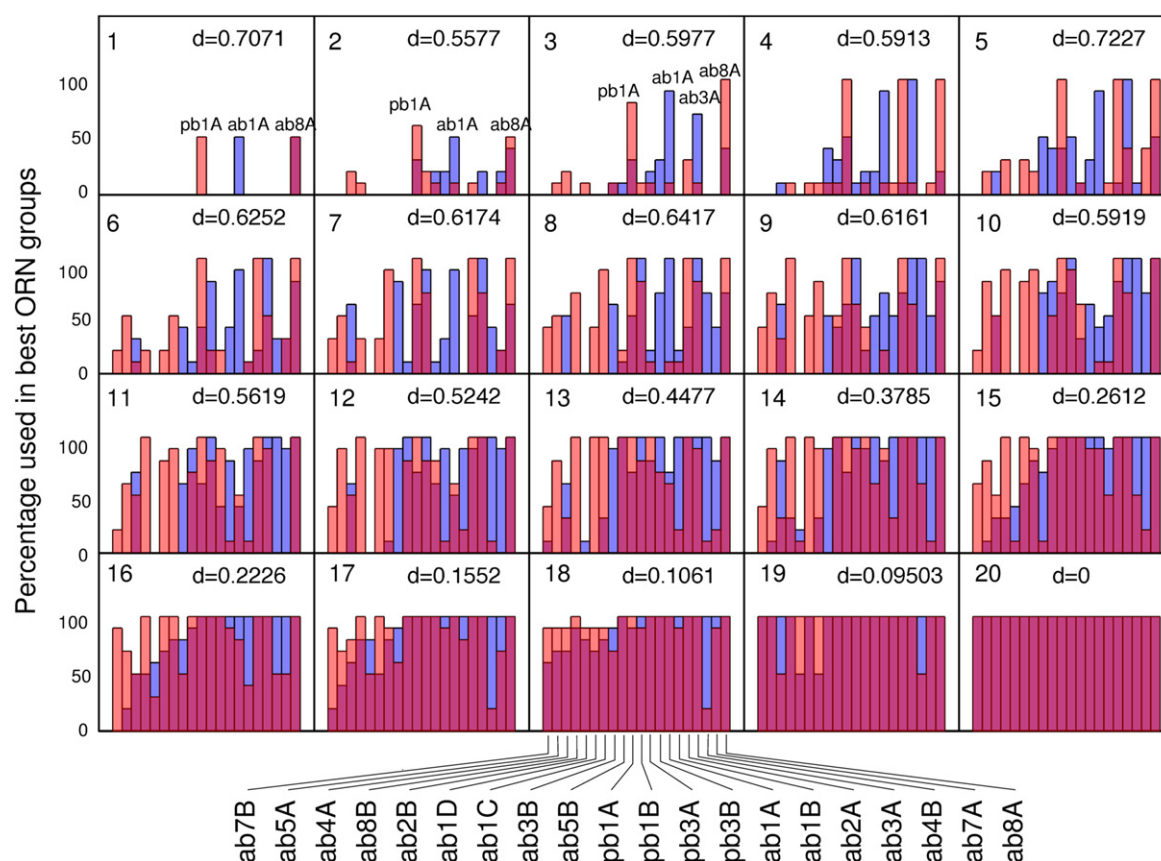 1 d=0.7071
2 d=0.5577
3 d=0.5977
4 d=0.5913
5 d=0.7227
100
50
0
pb1A ab1A ab8A
pb1A ab1A ab8A
pb1A ab1A ab3A ab8A
6 d=0.6252
7 d=0.6174
8 d=0.6417
9 d=0.6161
10 d=0.5919
100
50
0
11 d=0.5619
12 d=0.5242
13 d=0.4477
14 d=0.3785
15 d=0.2612
100
50
0
16 d=0.2226
17 d=0.1552
18 d=0.1061
19 d=0.09503
20 d=0
100
50
0
Percentage used in best ORN groups
ab7B
ab5A
ab4A
ab8B
ab2B
ab1D
ab1C
ab3B
ab5B
pb1A
pb1B
pb3A
pb3B
ab1A
ab1B
ab2A
ab3A
ab4B
ab7A
ab8A